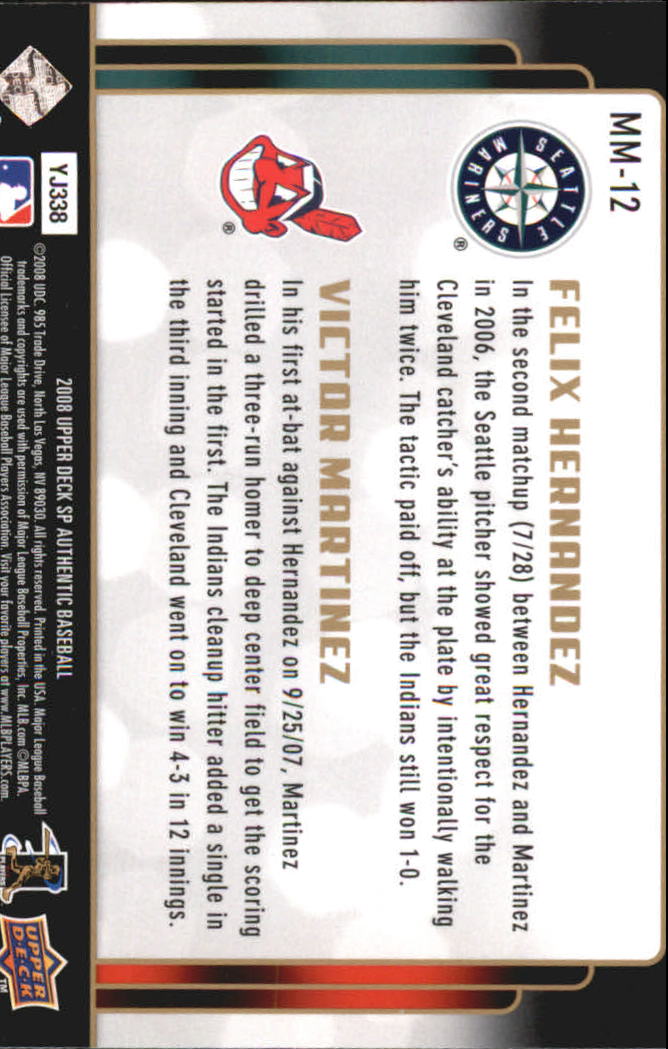 MM-12
SEATTLE
MARINERS
®
FELIX HERNANDEZ
In the second matchup (7/28) between Hernandez and Martinez
in 2006, the Seattle pitcher showed great respect for the
Cleveland catcher's ability at the plate by intentionally walking
him twice. The tactic paid off, but the Indians still won 1-0.
®
VICTOR MARTINEZ
In his first at-bat against Hernandez on 9/25/07, Martinez
drilled a three-run homer to deep center field to get the scoring
started in the first. The Indians cleanup hitter added a single in
the third inning and Cleveland went on to win 4-3 in 12 innings.
YJ338
2008 UPPER DECK SP AUTHENTIC BASEBALL
©2008 UDC, 985 Trade Drive, North Las Vegas, NV 89030. All rights reserved. Printed in the USA. Major League Baseball
trademarks and copyrights are used with permission of Major League Baseball Properties, Inc. MLB.com ©MLBPA.
Official Licensee of Major League Baseball Players Association. Visit your favorite players at www.MLBPLAYERS.com.
PLAYERS
UPPER
DECK
TM